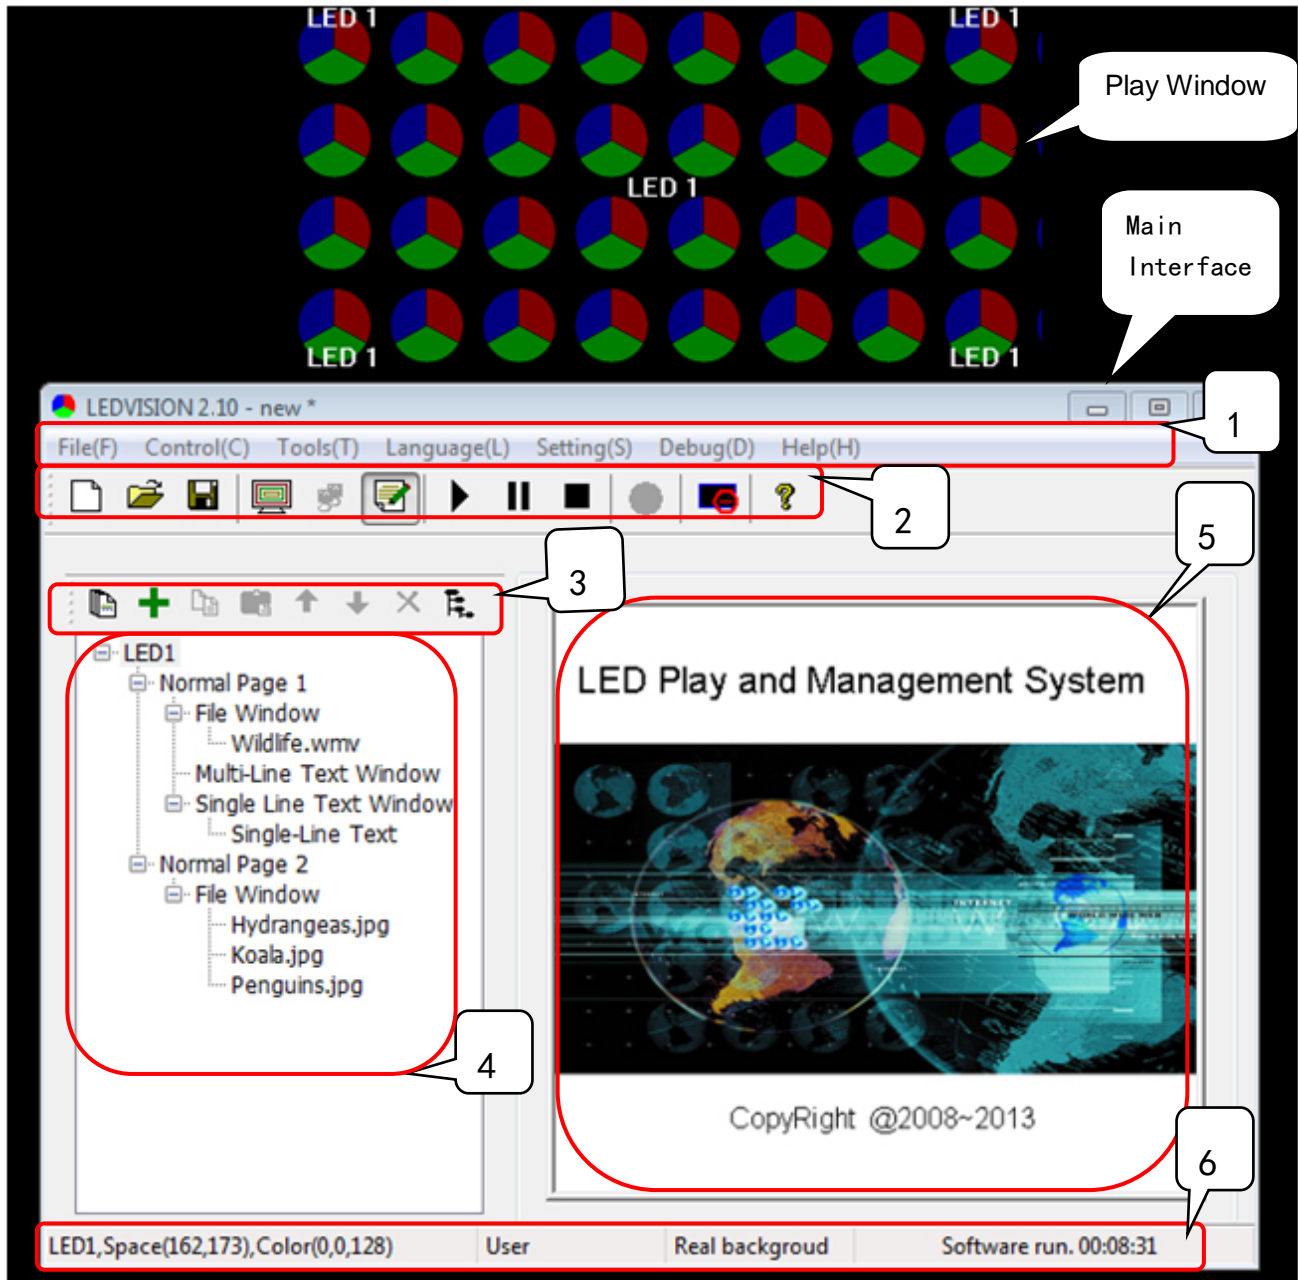 LED 1
LED 1
Play Window
LED 1
Main
Interface
LED 1
LED 1
LEDVISION 2.10 - new *
1
File(F) Control(C) Tools(T) Language(L) Setting(S) Debug(D) Help(H)
2
5
3
LED1
Normal Page 1
File Window
Wildlife.wmv
Multi-Line Text Window
Single Line Text Window
Single-Line Text
Normal Page 2
File Window
Hydrangeas.jpg
Koala.jpg
Penguins.jpg
4
LED Play and Management System
INTERNET
WORLD WIDE WEB
CopyRight @2008~2013
6
LED1,Space(162,173),Color(0,0,128) User Real backgroud Software run. 00:08:31